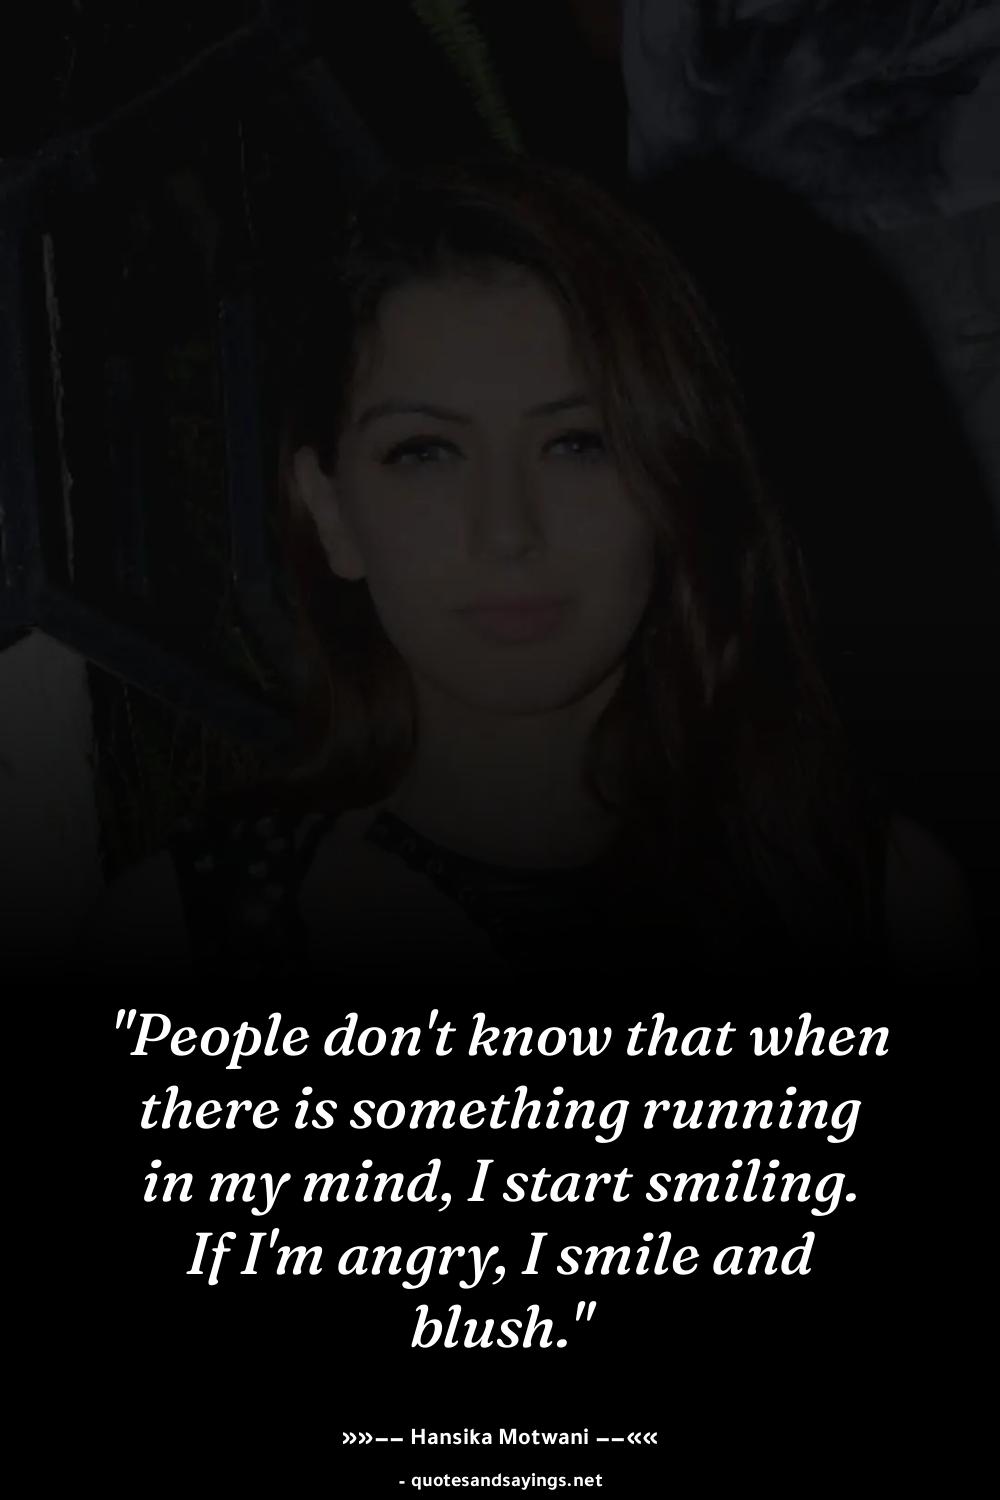 "People don't know that when
there is something running
in my mind, I start smiling.
If I'm angry, I smile and
blush."
»»–– Hansika Motwani ––««
- quotesandsayings.net